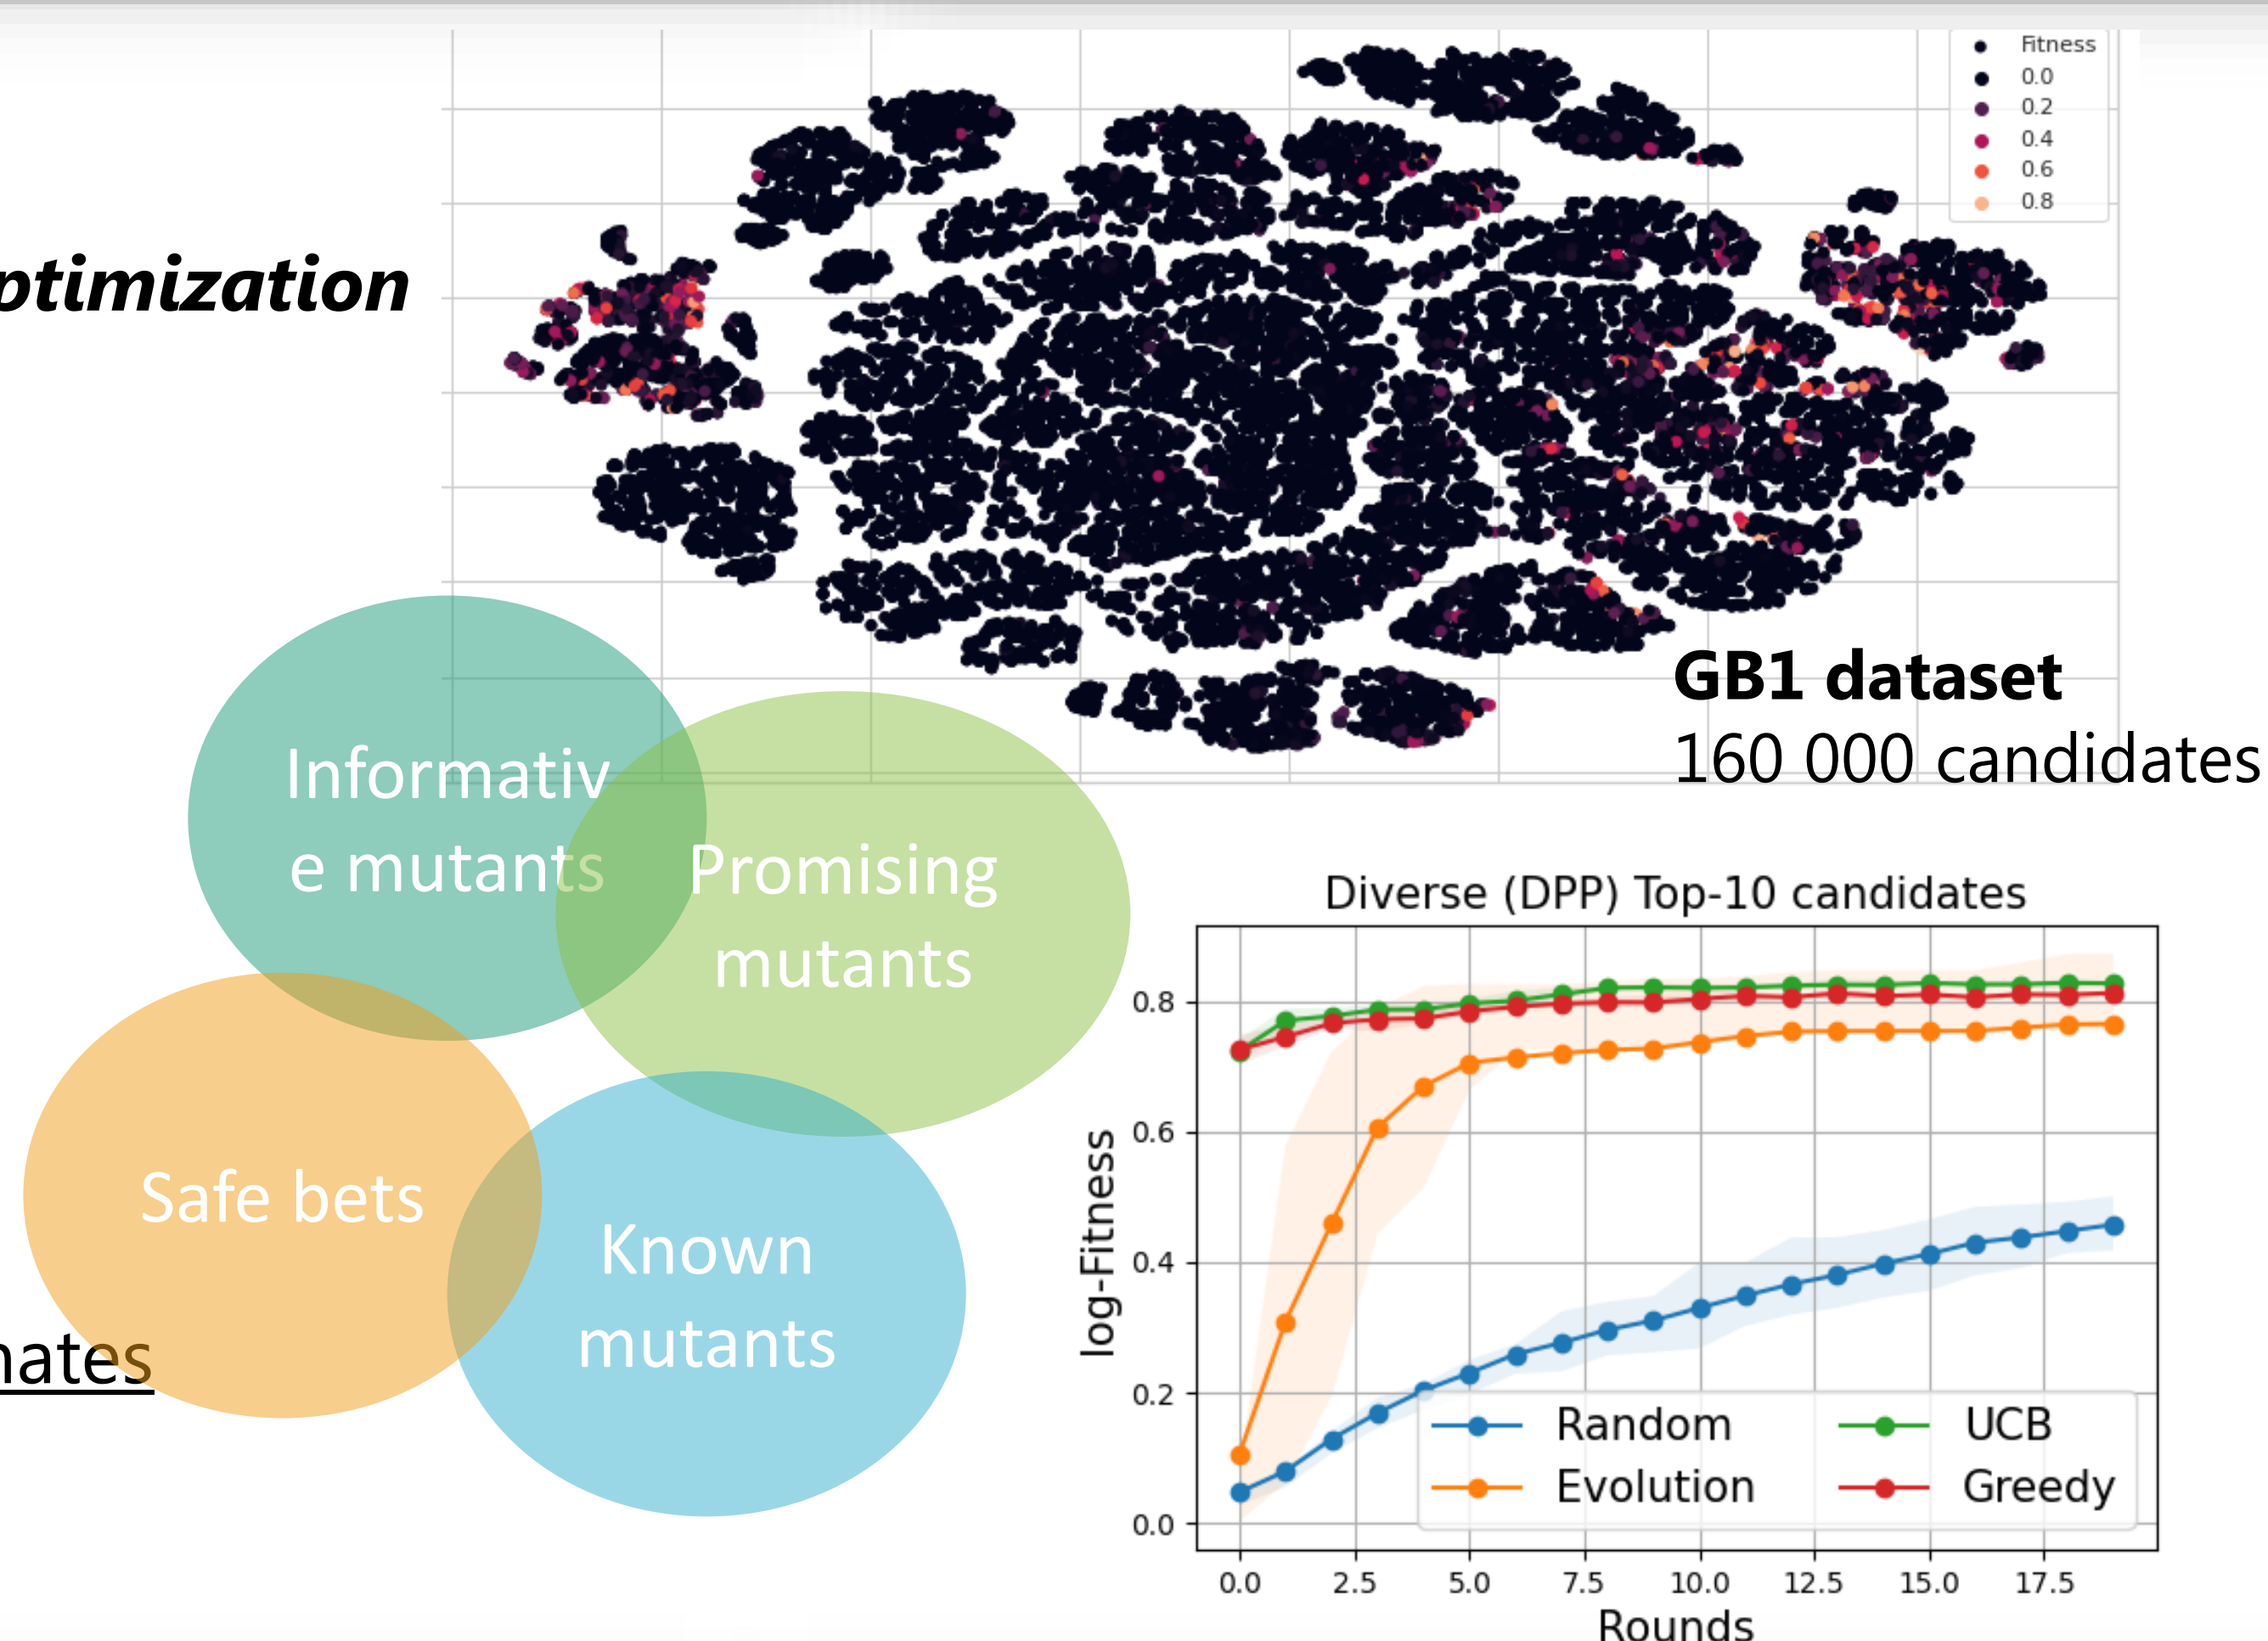 Fitness
0.0
0.2
0.4
0.6
0.8
ptimization
GB1 dataset
160 000 candidates
Informativ
e mutants
Promising
mutants
Safe bets
Known
mutants
nates
Diverse (DPP) Top-10 candidates
log-Fitness
0.8
0.6
0.4
0.2
0.0
Random
UCB
Evolution
Greedy
0.0 2.5 5.0 7.5 10.0 12.5 15.0 17.5
Rounds